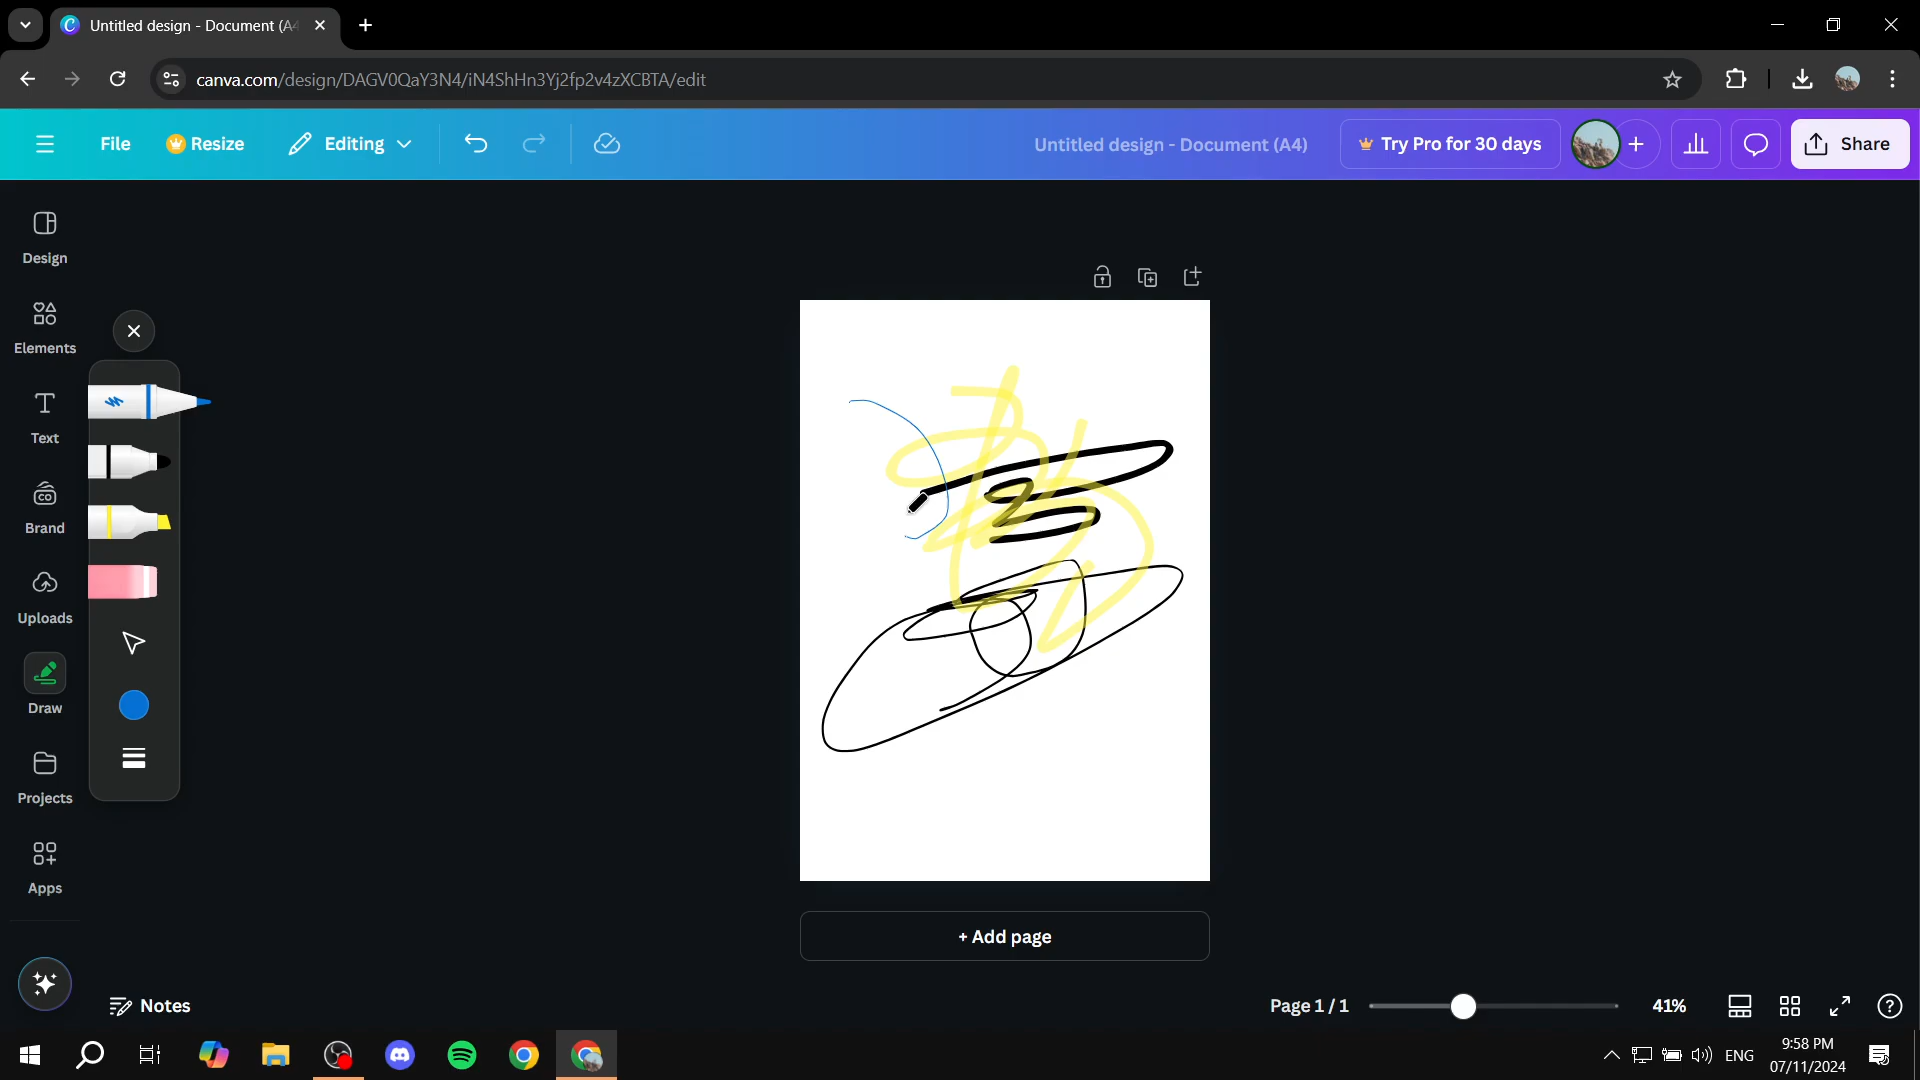 Untitled design - Document (A4
canva.com/design/DAGV0QaY3N4/iN4ShHn3Yj2fp2v4zXCBTA/edit
File
Resize
Editing
Untitled design - Document (A4)
Try Pro for 30 days
Share
Design
Elements
Text
CO
Brand
Uploads
Draw
Projects
Apps
+ Add page
Notes
Page 1 / 1
41%
ENG
9:58 PM
07/11/2024